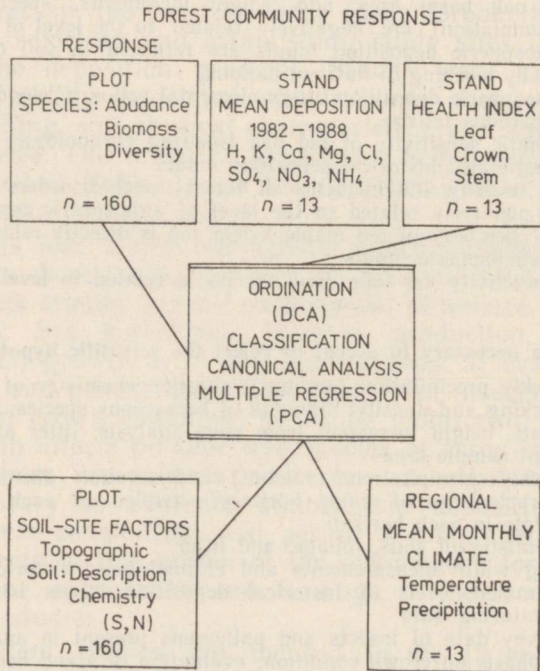 FOREST COMMUNITY RESPONSE
RESPONSE
PLOT
SPECIES: Abudance
Biomass
Diversity
n = 160
STAND
MEAN DEPOSITION
1982-1988
H, K, Ca, Mg, Cl,
SO4, NO3, NH4
n = 13
STAND
HEALTH INDEX
Leaf
Crown
Stem
n = 13
ORDINATION
(DCA)
CLASSIFICATION
CANONICAL ANALYSIS
MULTIPLE REGRESSION
(PCA)
PLOT
SOIL-SITE FACTORS
Topographic
Soil: Description
Chemistry
(S, N)
n = 160
REGIONAL
MEAN MONTHLY
CLIMATE
Temperature
Precipitation
n = 13